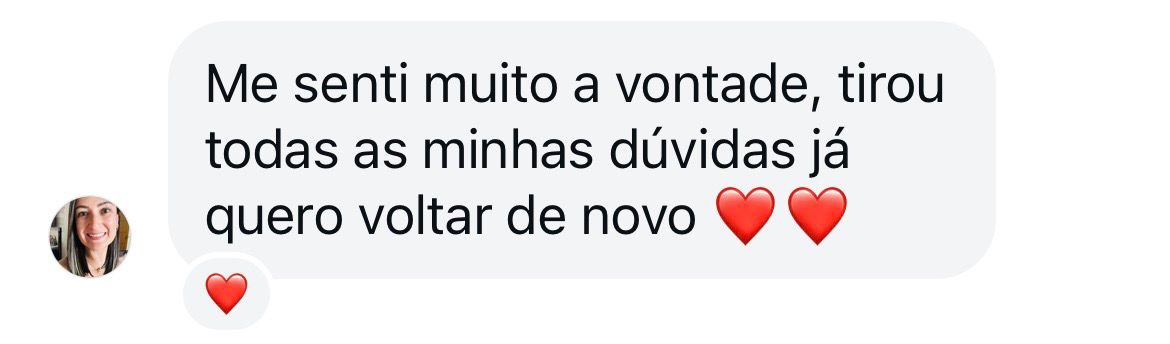 Me senti muito a vontade, tirou
todas as minhas dúvidas já
quero voltar de novo ❤️❤️
❤️